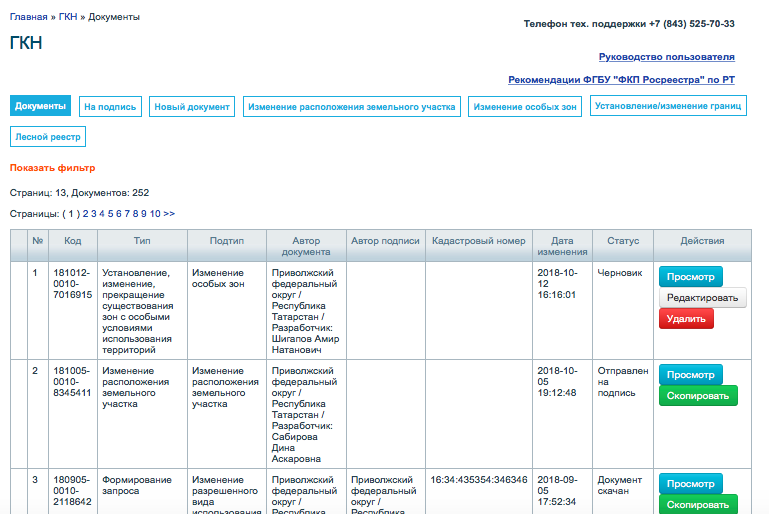 Главная » ГКН » Документы
Телефон тех. поддержки +7 (843) 525-70-33
ГКН
Руководство пользователя
Рекомендации ФГБУ "ФКП Росреестра" по РТ
Документы На подпись Новый документ Изменение расположения земельного участка Изменение особых зон Установление/изменение границ
Лесной реестр
Показать фильтр
Страниц: 13, Документов: 252
Страницы: ( 1 ) 2 3 4 5 6 7 8 9 10 >>
№ Код Тип Подтип Автор документа Автор подписи Кадастровый номер Дата изменения Статус Действия
1
181012-
0010-
7016915
Установление,
изменение,
прекращение
существования
зон с особыми
условиями
использования
территорий
Изменение
особых зон
Приволжский
федеральный
округ /
Республика
Татарстан /
Разработчик:
Шигапов Амир
Натанович
2018-10-
12
16:16:01
Черновик
Просмотр
Редактировать
Удалить
2
181005-
0010-
8345411
Изменение
расположения
земельного
участка
Изменение
расположения
земельного
участка
Приволжский
федеральный
округ /
Республика
Татарстан /
Разработчик:
Сабирова
Дина
Аскаровна
2018-10-
05
19:12:48
Отправлен
на
подпись
Просмотр
Скопировать
3
180905-
0010-
2118642
Формирование
запроса
Изменение
разрешенного
вида
использования
Приволжский
федеральный
округ /
Республика
Приволжский
федеральный
округ /
Республика
16:34:435354:346346
2018-09-
05
17:52:34
Документ
скачан
Просмотр
Скопировать